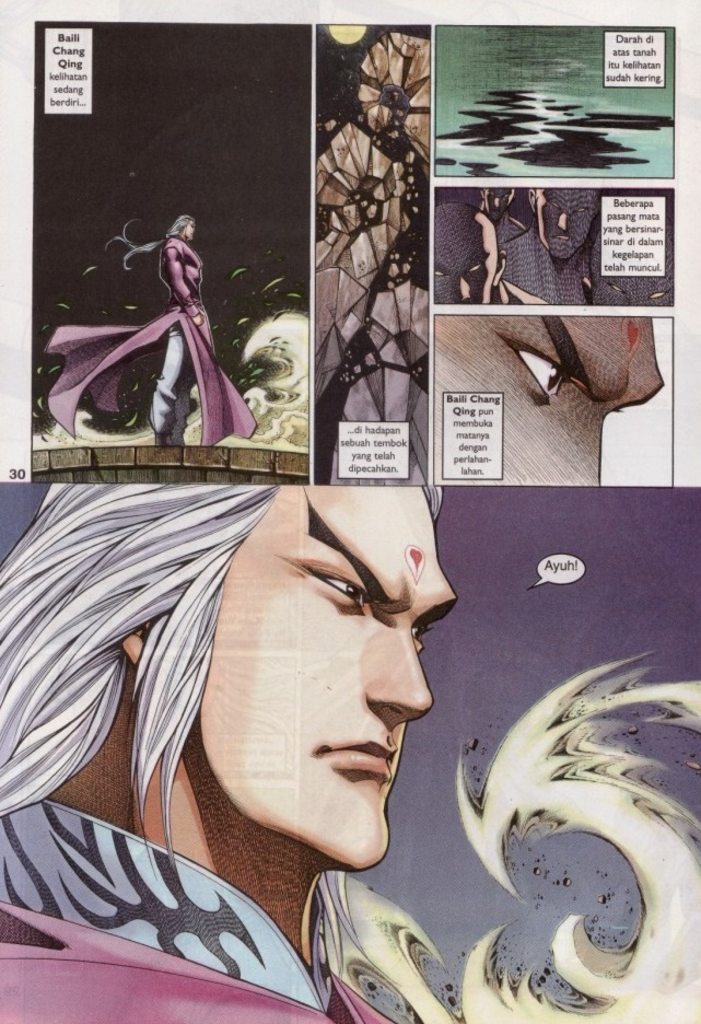 Baili
Chang
Qing
kelihatan
sedang
berdiri...
...di hadapan
sebuah tembok
yang telah
dipecahkan.
Darah di
atas tanah
itu kelihatan
sudah kering.
Beberapa
pasang mata
yang bersinar-
sinar di dalam
kegelapan
telah muncul.
Baili Chang
Qing pun
membuka
matanya
dengan
perlahan-
lahan.
30
Ayuh!